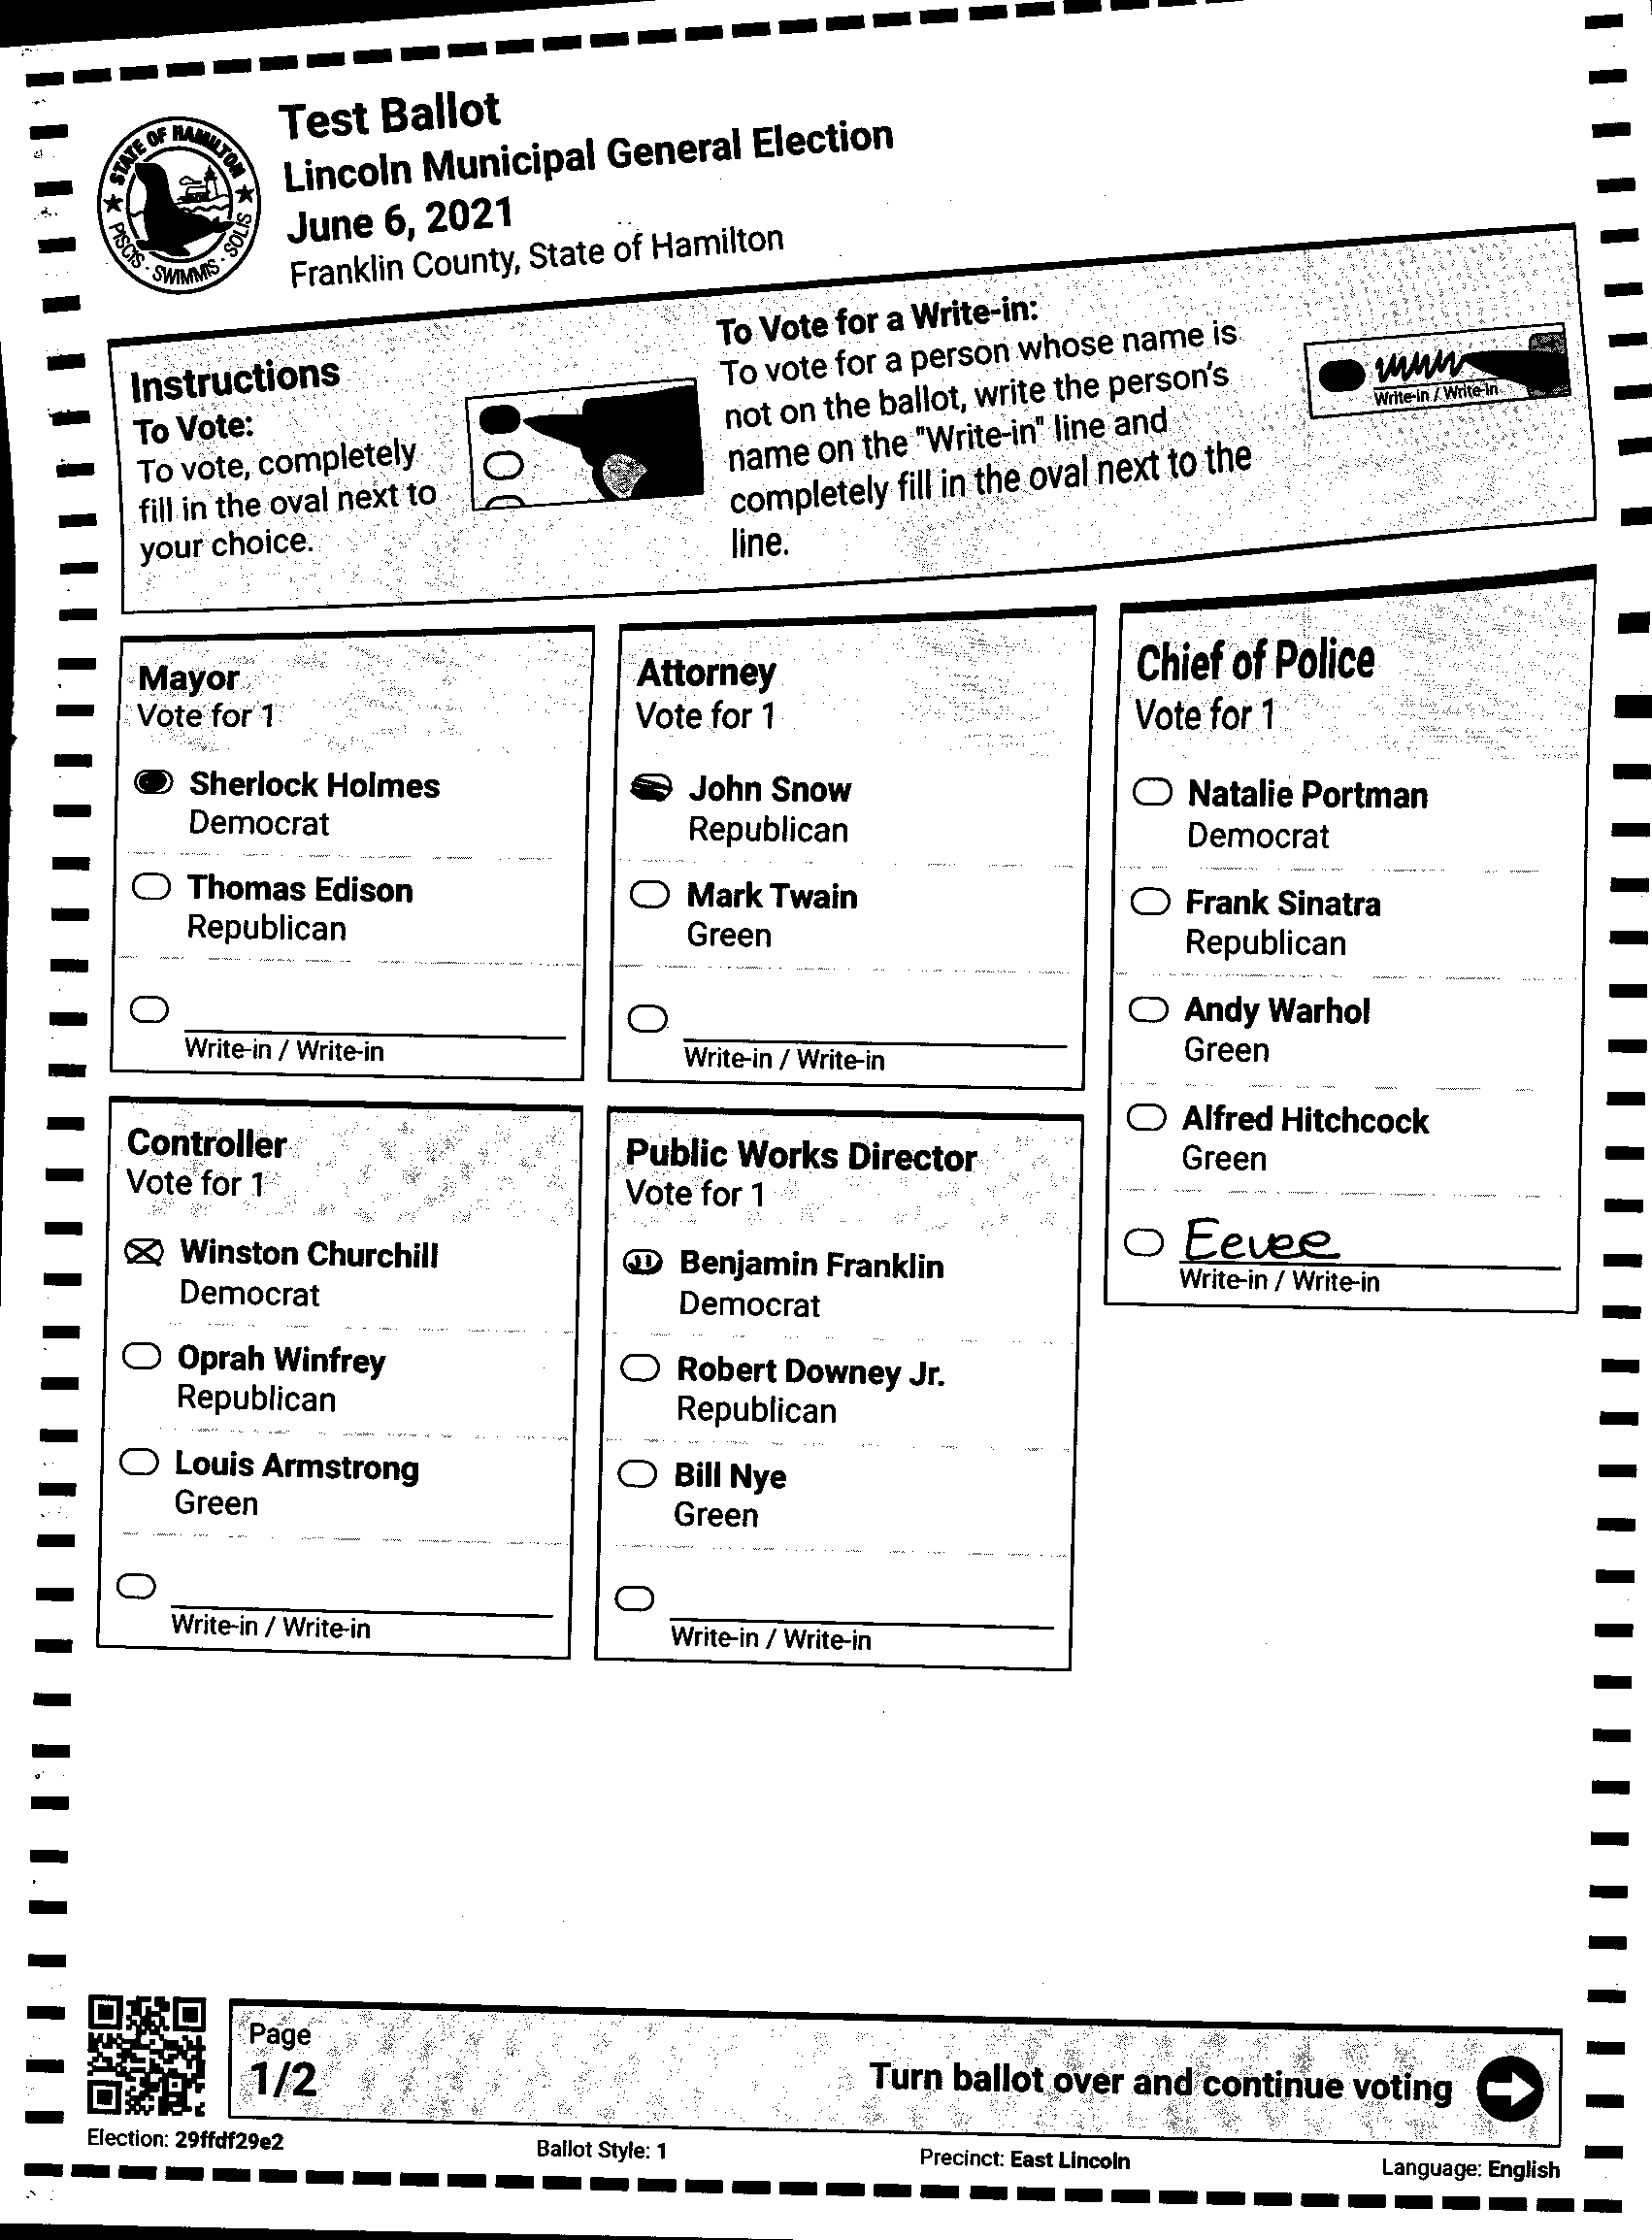 STATE OF HAMILTON
PISCIS · SWIMMIS · SOLIS
Test Ballot
Lincoln Municipal General Election
June 6, 2021
Franklin County, State of Hamilton
Instructions
To Vote:
To vote, completely
fill in the oval next to
your choice.
To Vote for a Write-in:
To vote for a person whose name is
not on the ballot, write the person's
name on the "Write-in" line and
completely fill in the oval next to the
line.
Write-in / Write-in
Mayor
Vote for 1
Sherlock Holmes
Democrat
Thomas Edison
Republican
Write-in / Write-in
Attorney
Vote for 1
John Snow
Republican
Mark Twain
Green
Write-in / Write-in
Chief of Police
Vote for 1
Natalie Portman
Democrat
Frank Sinatra
Republican
Andy Warhol
Green
Alfred Hitchcock
Green
Eevee
Write-in / Write-in
Controller
Vote for 1
Winston Churchill
Democrat
Oprah Winfrey
Republican
Louis Armstrong
Green
Write-in / Write-in
Public Works Director
Vote for 1
Benjamin Franklin
Democrat
Robert Downey Jr.
Republican
Bill Nye
Green
Write-in / Write-in
Page
1/2
Turn ballot over and continue voting
Election: 29ffdf29e2
Ballot Style: 1
Precinct: East Lincoln
Language: English